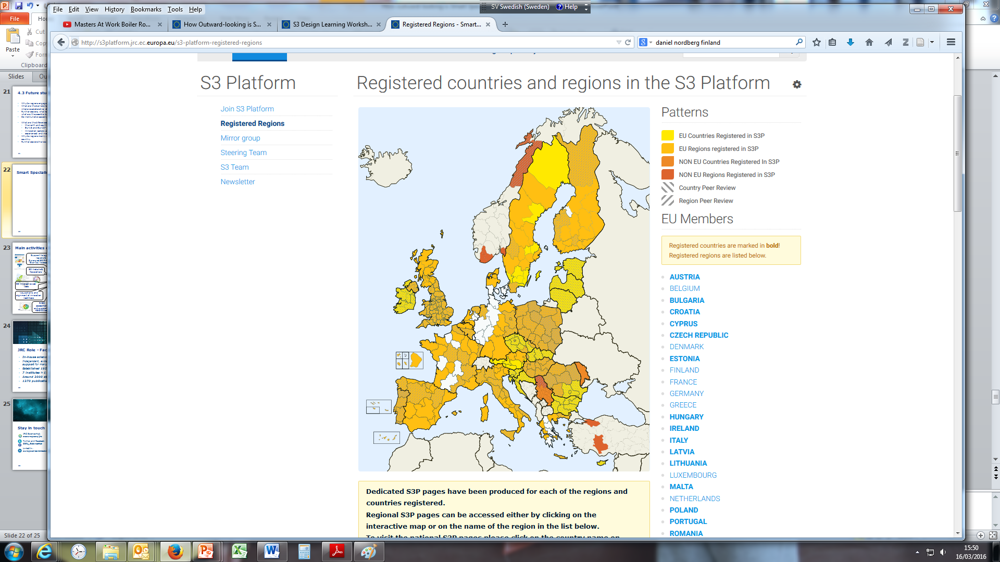 SV Swedish (Sweden) Help
File Edit View History Bookmarks Tools Help
File
Masters At Work Boiler Ro...
How Outward-looking is S...
S3 Design Learning Worksh...
Registered Regions - Smart...
http://s3platform.jrc.ec.europa.eu/s3-platform-registered-regions
daniel nordberg finland
Cut
Paste
Clipboard
Slides
S3 Platform
Join S3 Platform
Registered Regions
Mirror group
Steering Team
S3 Team
Newsletter
Registered countries and regions in the S3 Platform
Patterns
EU Countries Registered in S3P
EU Regions registered in S3P
NON EU Countries Registered In S3P
NON EU Regions Registered in S3P
Country Peer Review
Region Peer Review
EU Members
Registered countries are marked in bold!
Registered regions are listed below.
AUSTRIA
BELGIUM
BULGARIA
CROATIA
CYPRUS
CZECH REPUBLIC
DENMARK
ESTONIA
FINLAND
FRANCE
GERMANY
GREECE
HUNGARY
IRELAND
ITALY
LATVIA
LITHUANIA
LUXEMBOURG
MALTA
NETHERLANDS
POLAND
PORTUGAL
ROMANIA
Dedicated S3P pages have been produced for each of the regions and
countries registered.
Regional S3P pages can be accessed either by clicking on the
interactive map or on the name of the region in the list below.
To visit the national S3P pages please click on the country name on
21
4.3 Future
22
Smart
23
Main activities
24
JRC Role
25
Stay in touch
Slide 22 of 25
15:50
16/03/2016